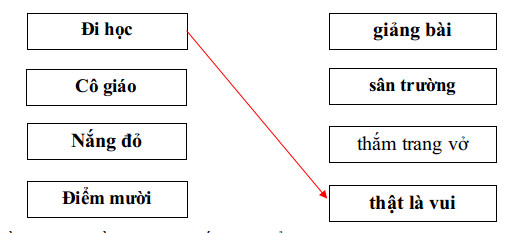 Đi học
giảng bài
Cô giáo
sân trường
Nắng đỏ
thắm trang vở
Điểm mười
thật là vui